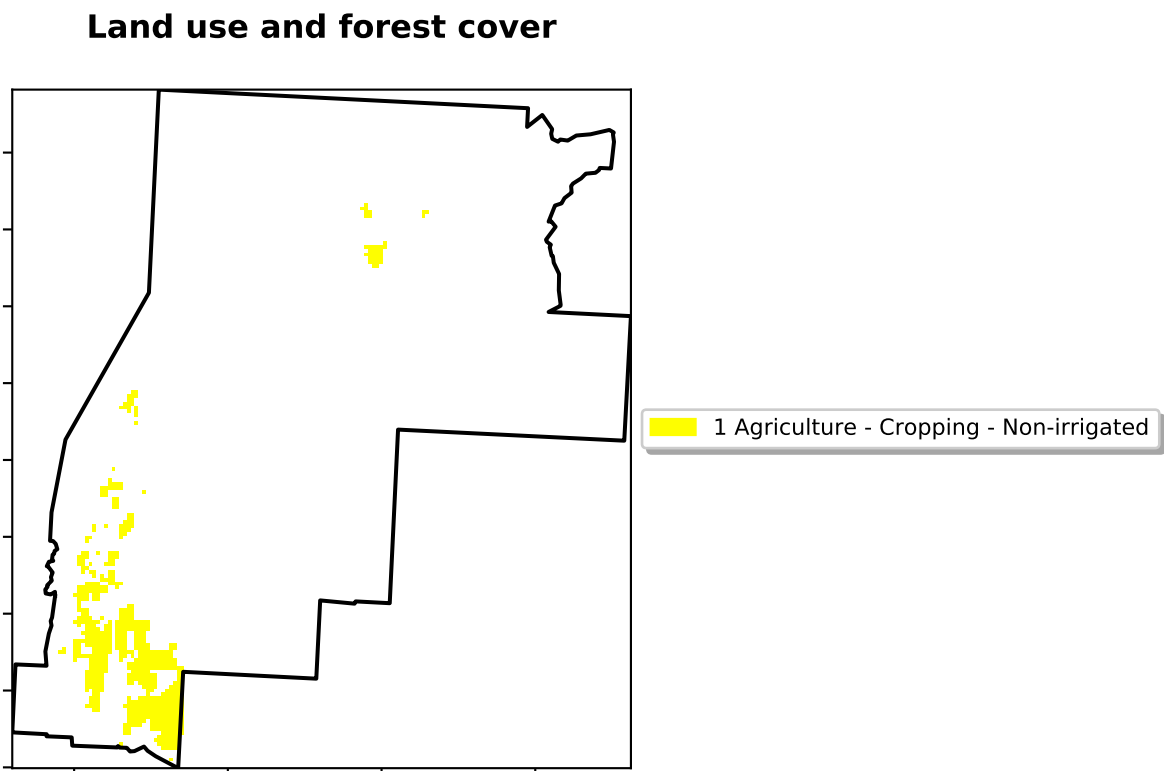 Land use and forest cover
1 Agriculture - Cropping - Non-irrigated